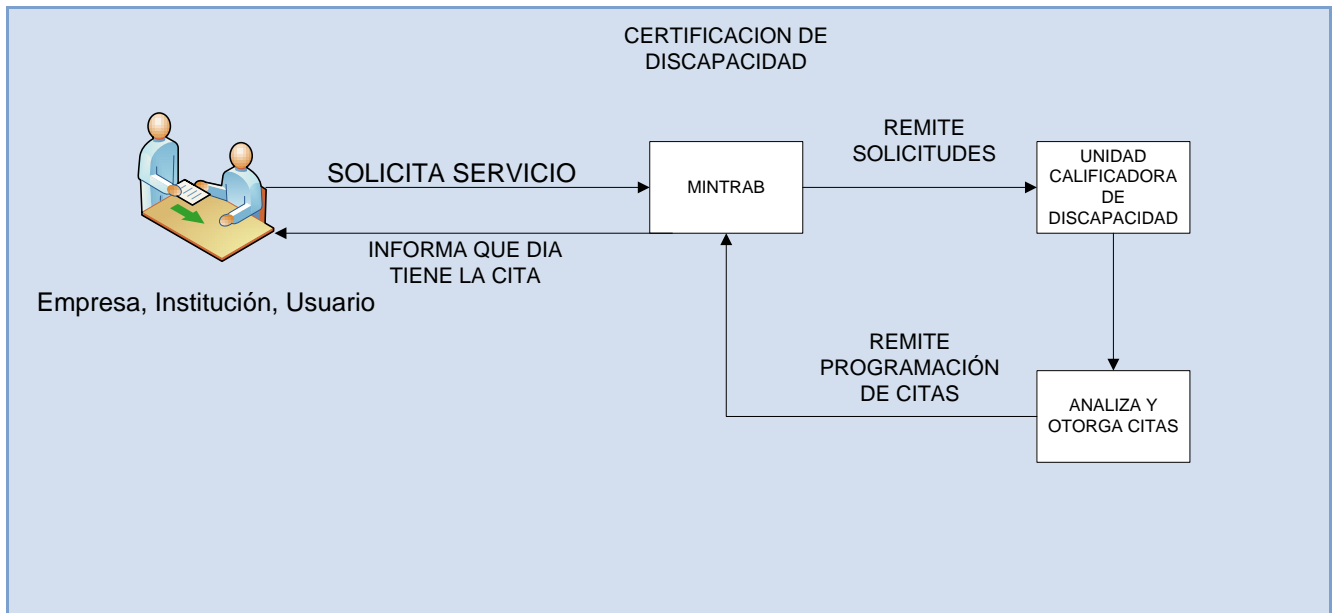 CERTIFICACION DE
DISCAPACIDAD
SOLICITA SERVICIO
MINTRAB
REMITE
SOLICITUDES
UNIDAD
CALIFICADORA
DE
DISCAPACIDAD
INFORMA QUE DIA
TIENE LA CITA
Empresa, Institución, Usuario
REMITE
PROGRAMACIÓN
DE CITAS
ANALIZA Y
OTORGA CITAS